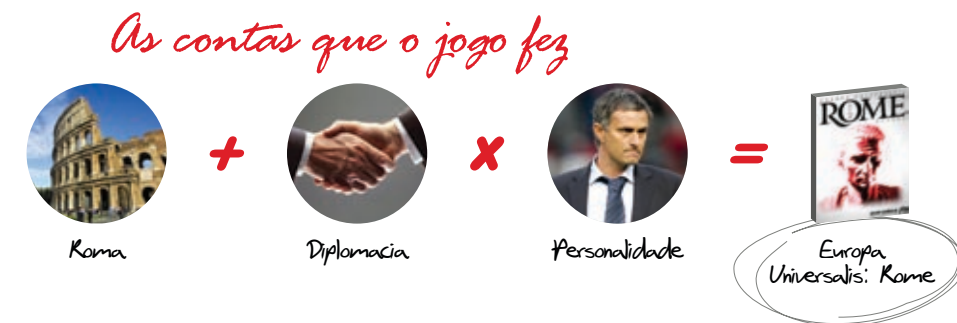 As contas que o jogo fez
+ x =
ROME
Roma
Diplomacia
Personalidade
Europa
Universalis: Rome